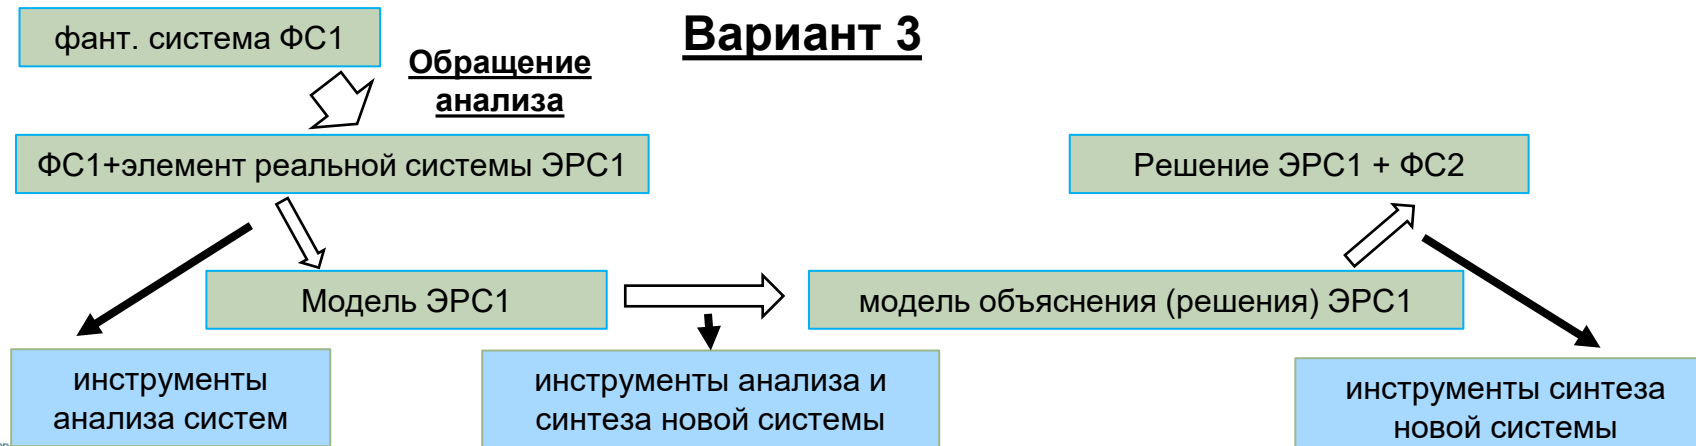 фант. система ФС1
Вариант 3
Обращение
анализа
ФС1+элемент реальной системы ЭРС1
Решение ЭРС1 + ФС2
Модель ЭРС1
модель объяснения (решения) ЭРС1
инструменты
анализа систем
инструменты анализа и
синтеза новой системы
инструменты синтеза
новой системы